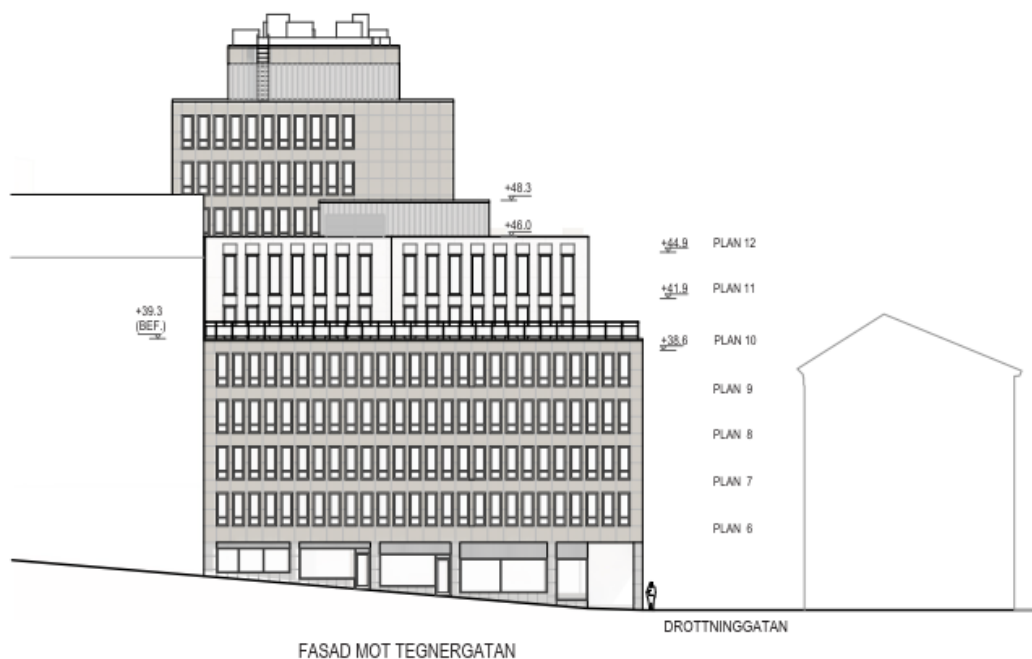 +48.3
+46.0
+44.9 PLAN 12
+41.9 PLAN 11
+39.3
(BEF.)
+38.6 PLAN 10
PLAN 9
PLAN 8
PLAN 7
PLAN 6
DROTTNINGGATAN
FASAD MOT TEGNERGATAN